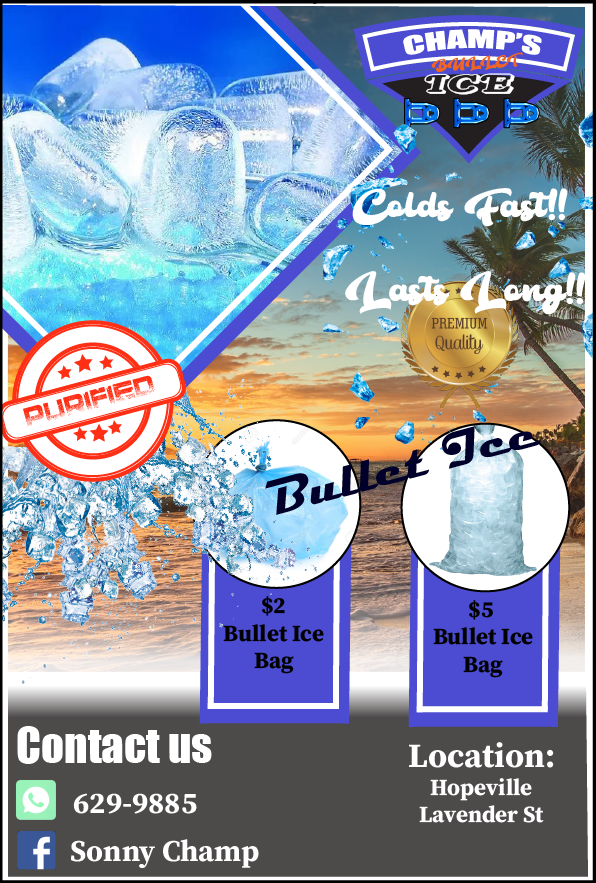 CHAMP'S
BULLET
ICE
Colds Fast!!
Lasts Long!!
PREMIUM
Quality
PURIFIED
Bullet Ice
$2
Bullet Ice
Bag
$5
Bullet Ice
Bag
Contact us
629-9885
Sonny Champ
Location:
Hopeville
Lavender St